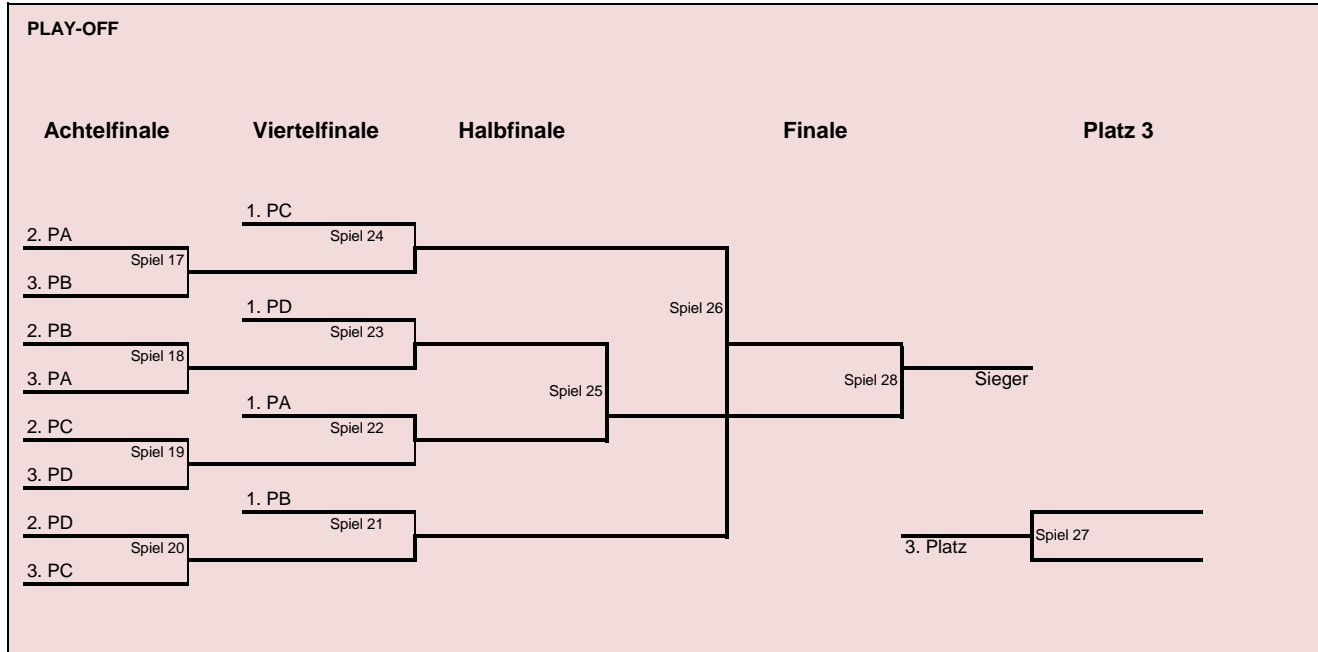 PLAY-OFF
Achtelfinale Viertelfinale Halbfinale Finale Platz 3
1. PC
2. PA
Spiel 24
Spiel 17
3. PB
1. PD
Spiel 26
2. PB
Spiel 23
Spiel 18
3. PA
Spiel 28
Sieger
Spiel 25
1. PA
2. PC
Spiel 22
Spiel 19
3. PD
1. PB
2. PD
Spiel 21
Spiel 20
3. Platz
Spiel 27
3. PC